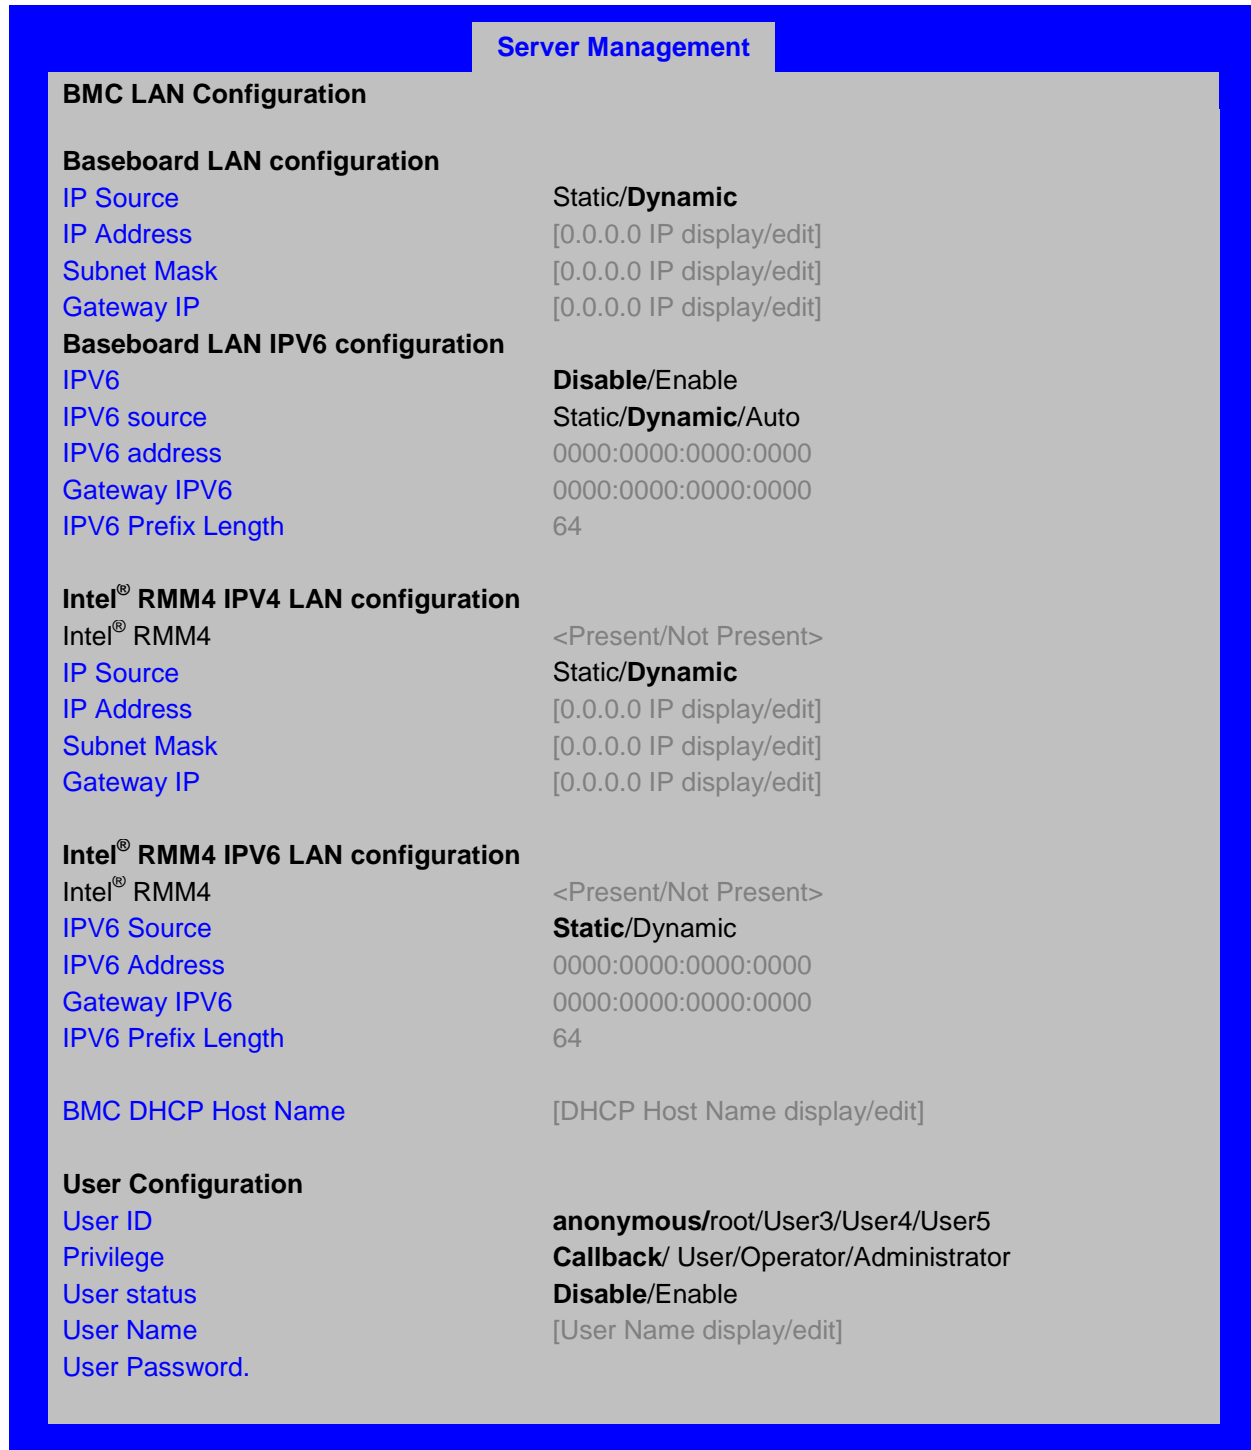 Server Management
BMC LAN Configuration
Baseboard LAN configuration
IP Source Static/Dynamic
IP Address [0.0.0.0 IP display/edit]
Subnet Mask [0.0.0.0 IP display/edit]
Gateway IP [0.0.0.0 IP display/edit]
Baseboard LAN IPV6 configuration
IPV6 Disable/Enable
IPV6 source Static/Dynamic/Auto
IPV6 address 0000:0000:0000:0000
Gateway IPV6 0000:0000:0000:0000
IPV6 Prefix Length 64
Intel® RMM4 IPV4 LAN configuration
Intel® RMM4 <Present/Not Present>
IP Source Static/Dynamic
IP Address [0.0.0.0 IP display/edit]
Subnet Mask [0.0.0.0 IP display/edit]
Gateway IP [0.0.0.0 IP display/edit]
Intel® RMM4 IPV6 LAN configuration
Intel® RMM4 <Present/Not Present>
IPV6 Source Static/Dynamic
IPV6 Address 0000:0000:0000:0000
Gateway IPV6 0000:0000:0000:0000
IPV6 Prefix Length 64
BMC DHCP Host Name [DHCP Host Name display/edit]
User Configuration
User ID anonymous/root/User3/User4/User5
Privilege Callback/ User/Operator/Administrator
User status Disable/Enable
User Name [User Name display/edit]
User Password.